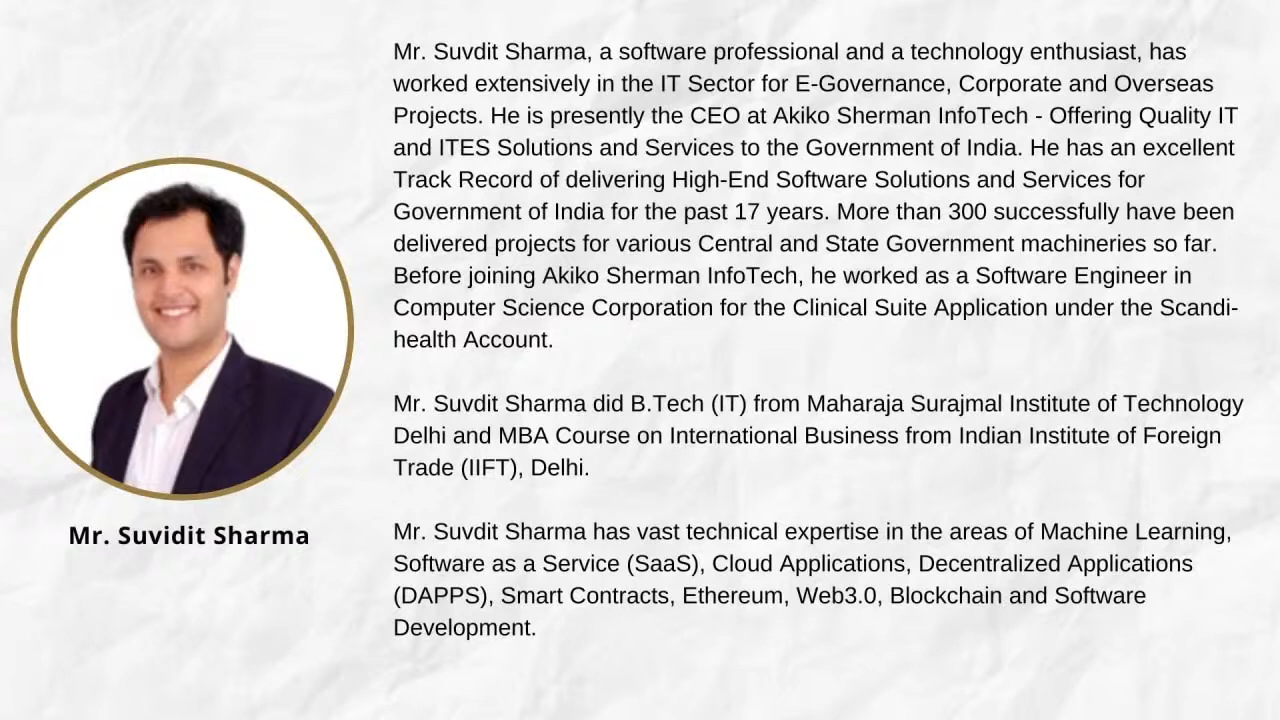 Mr. Suvdit Sharma, a software professional and a technology enthusiast, has
worked extensively in the IT Sector for E-Governance, Corporate and Overseas
Projects. He is presently the CEO at Akiko Sherman InfoTech - Offering Quality IT
and ITES Solutions and Services to the Government of India. He has an excellent
Track Record of delivering High-End Software Solutions and Services for
Government of India for the past 17 years. More than 300 successfully have been
delivered projects for various Central and State Government machineries so far.
Before joining Akiko Sherman InfoTech, he worked as a Software Engineer in
Computer Science Corporation for the Clinical Suite Application under the Scandi-
health Account.
Mr. Suvdit Sharma did B.Tech (IT) from Maharaja Surajmal Institute of Technology
Delhi and MBA Course on International Business from Indian Institute of Foreign
Trade (IIFT), Delhi.
Mr. Suvdit Sharma has vast technical expertise in the areas of Machine Learning,
Software as a Service (SaaS), Cloud Applications, Decentralized Applications
(DAPPS), Smart Contracts, Ethereum, Web3.0, Blockchain and Software
Development.
Mr. Suvidit Sharma